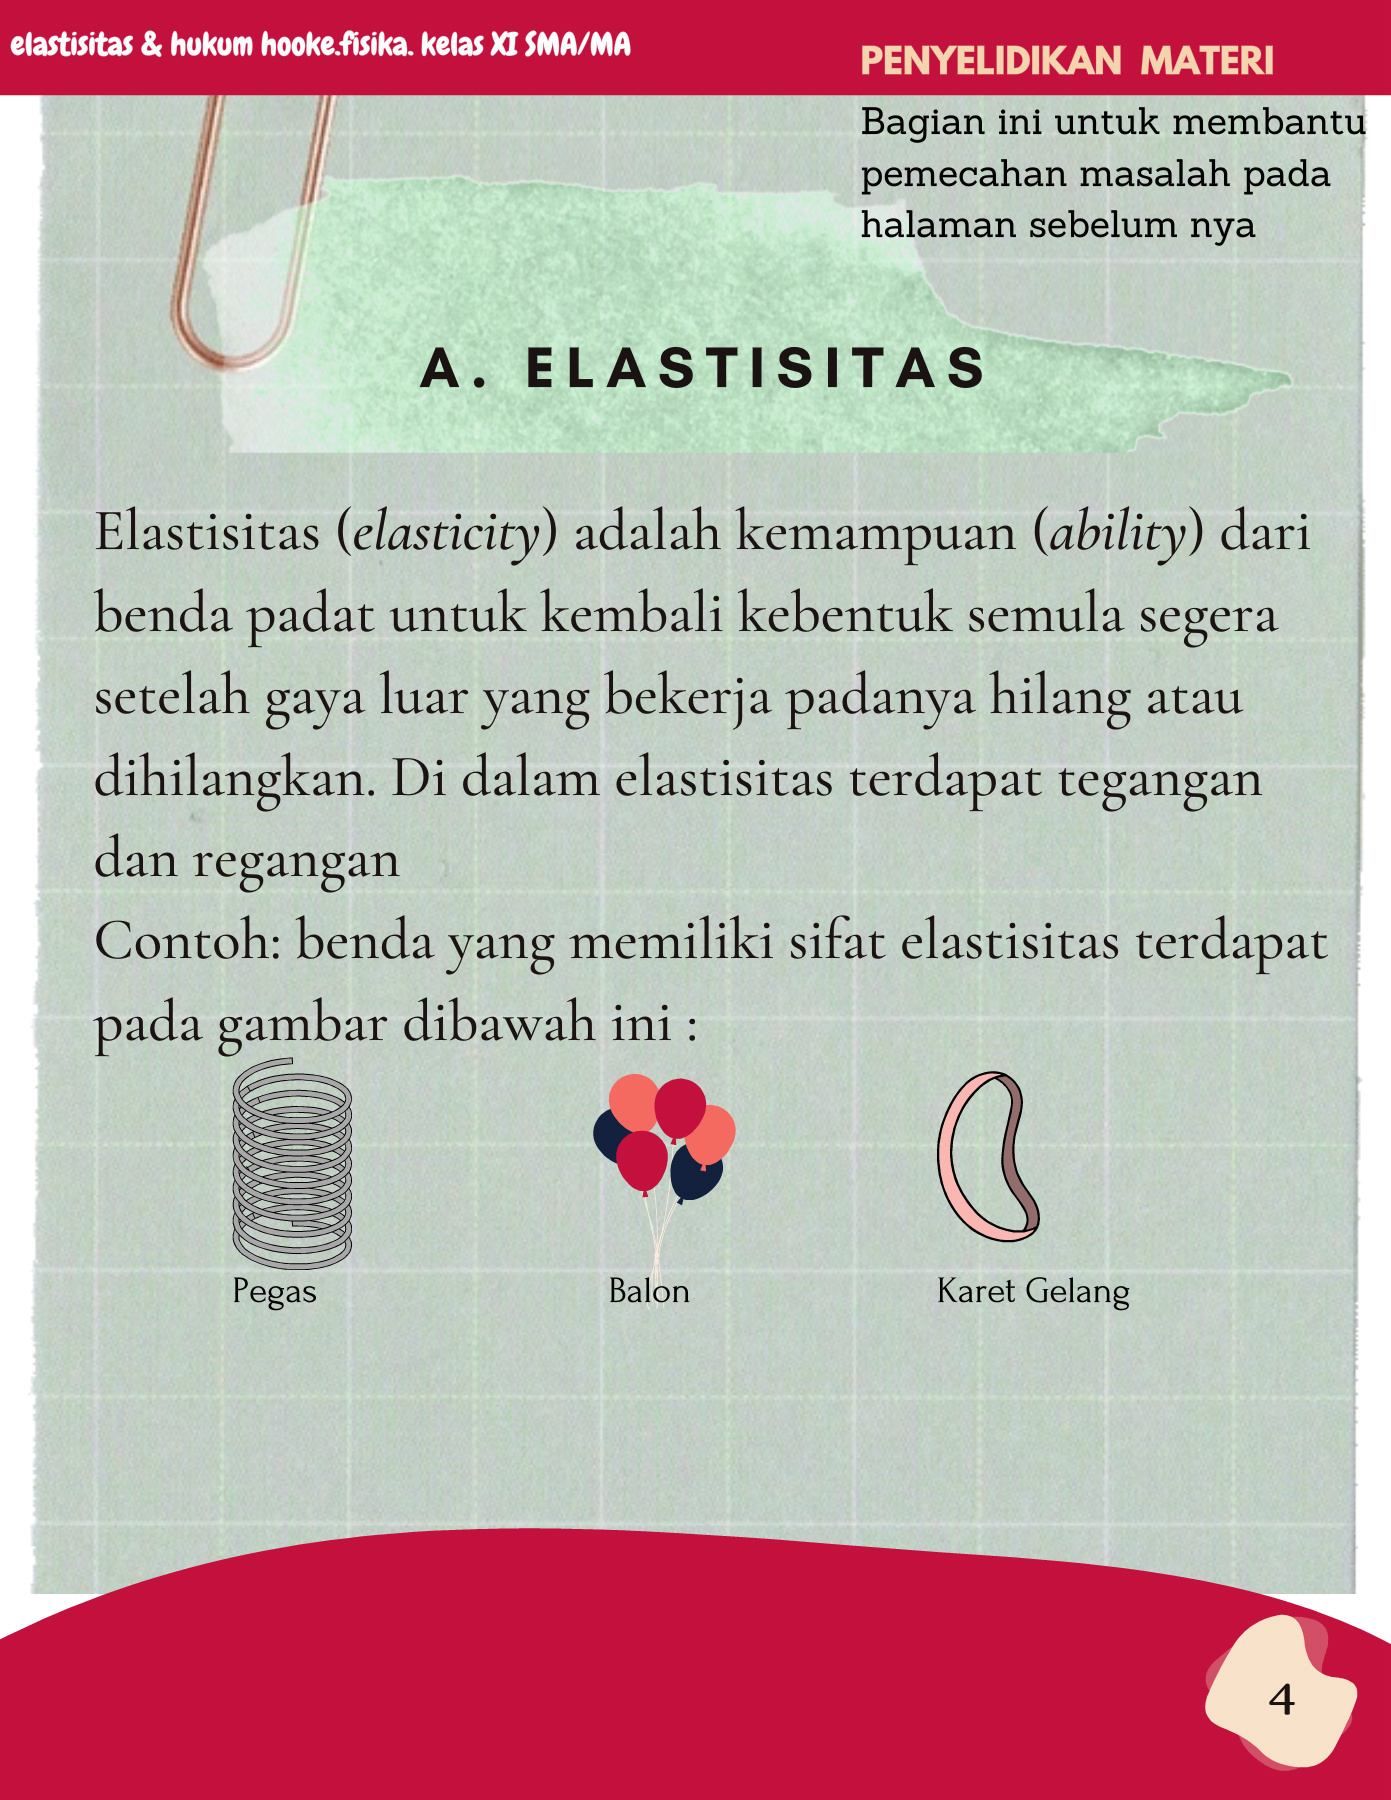 elastisitas & hukum hooke.fisika. kelas XI SMA/MA
PENYELIDIKAN MATERI
Bagian ini untuk membantu
pemecahan masalah pada
halaman sebelum nya
A. ELASTISITAS
Elastisitas (elasticity) adalah kemampuan (ability) dari
benda padat untuk kembali kebentuk semula segera
setelah gaya luar yang bekerja padanya hilang atau
dihilangkan. Di dalam elastisitas terdapat tegangan
dan regangan
Contoh: benda yang memiliki sifat elastisitas terdapat
pada gambar dibawah ini :
Pegas
Balon
Karet Gelang
4